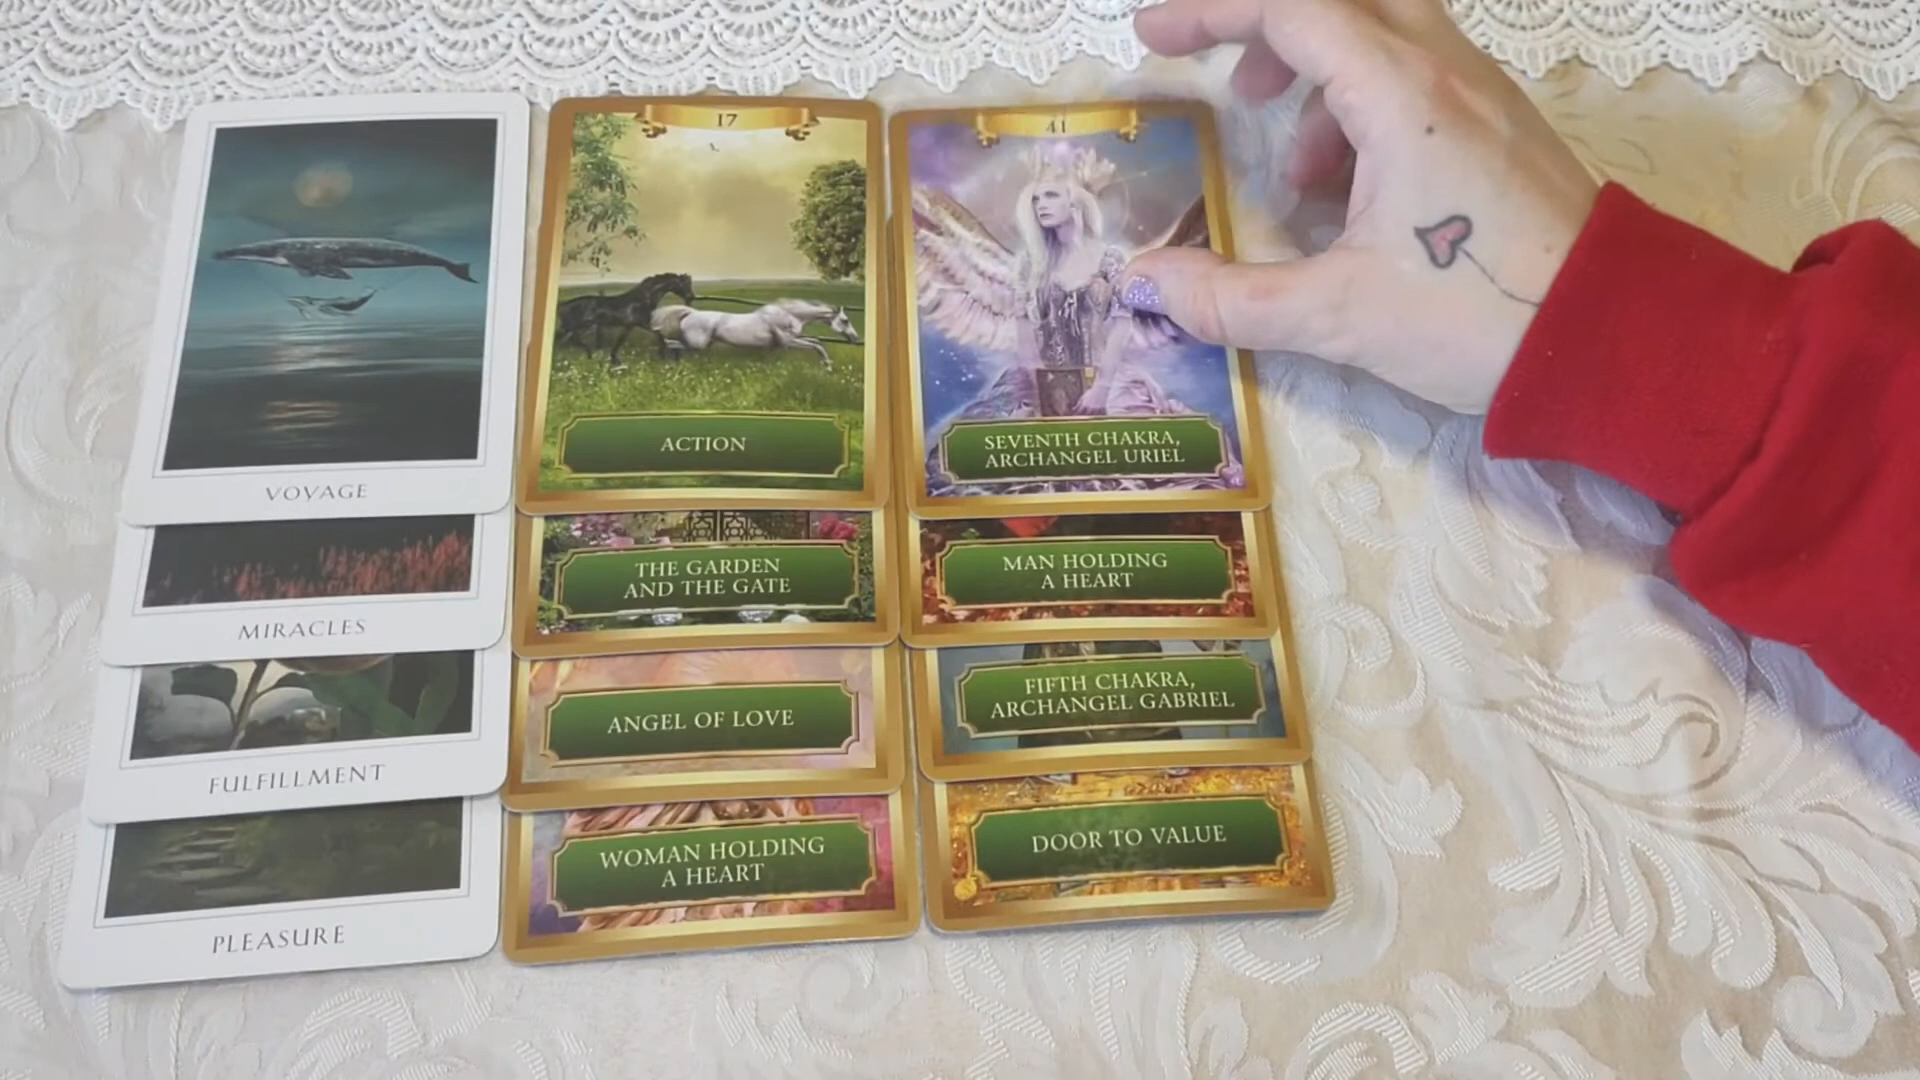 VOYAGE
MIRACLES
FULFILLMENT
PLEASURE
17
ACTION
THE GARDEN
AND THE GATE
ANGEL OF LOVE
WOMAN HOLDING
A HEART
41
SEVENTH CHAKRA,
ARCHANGEL URIEL
MAN HOLDING
A HEART
FIFTH CHAKRA,
ARCHANGEL GABRIEL
DOOR TO VALUE